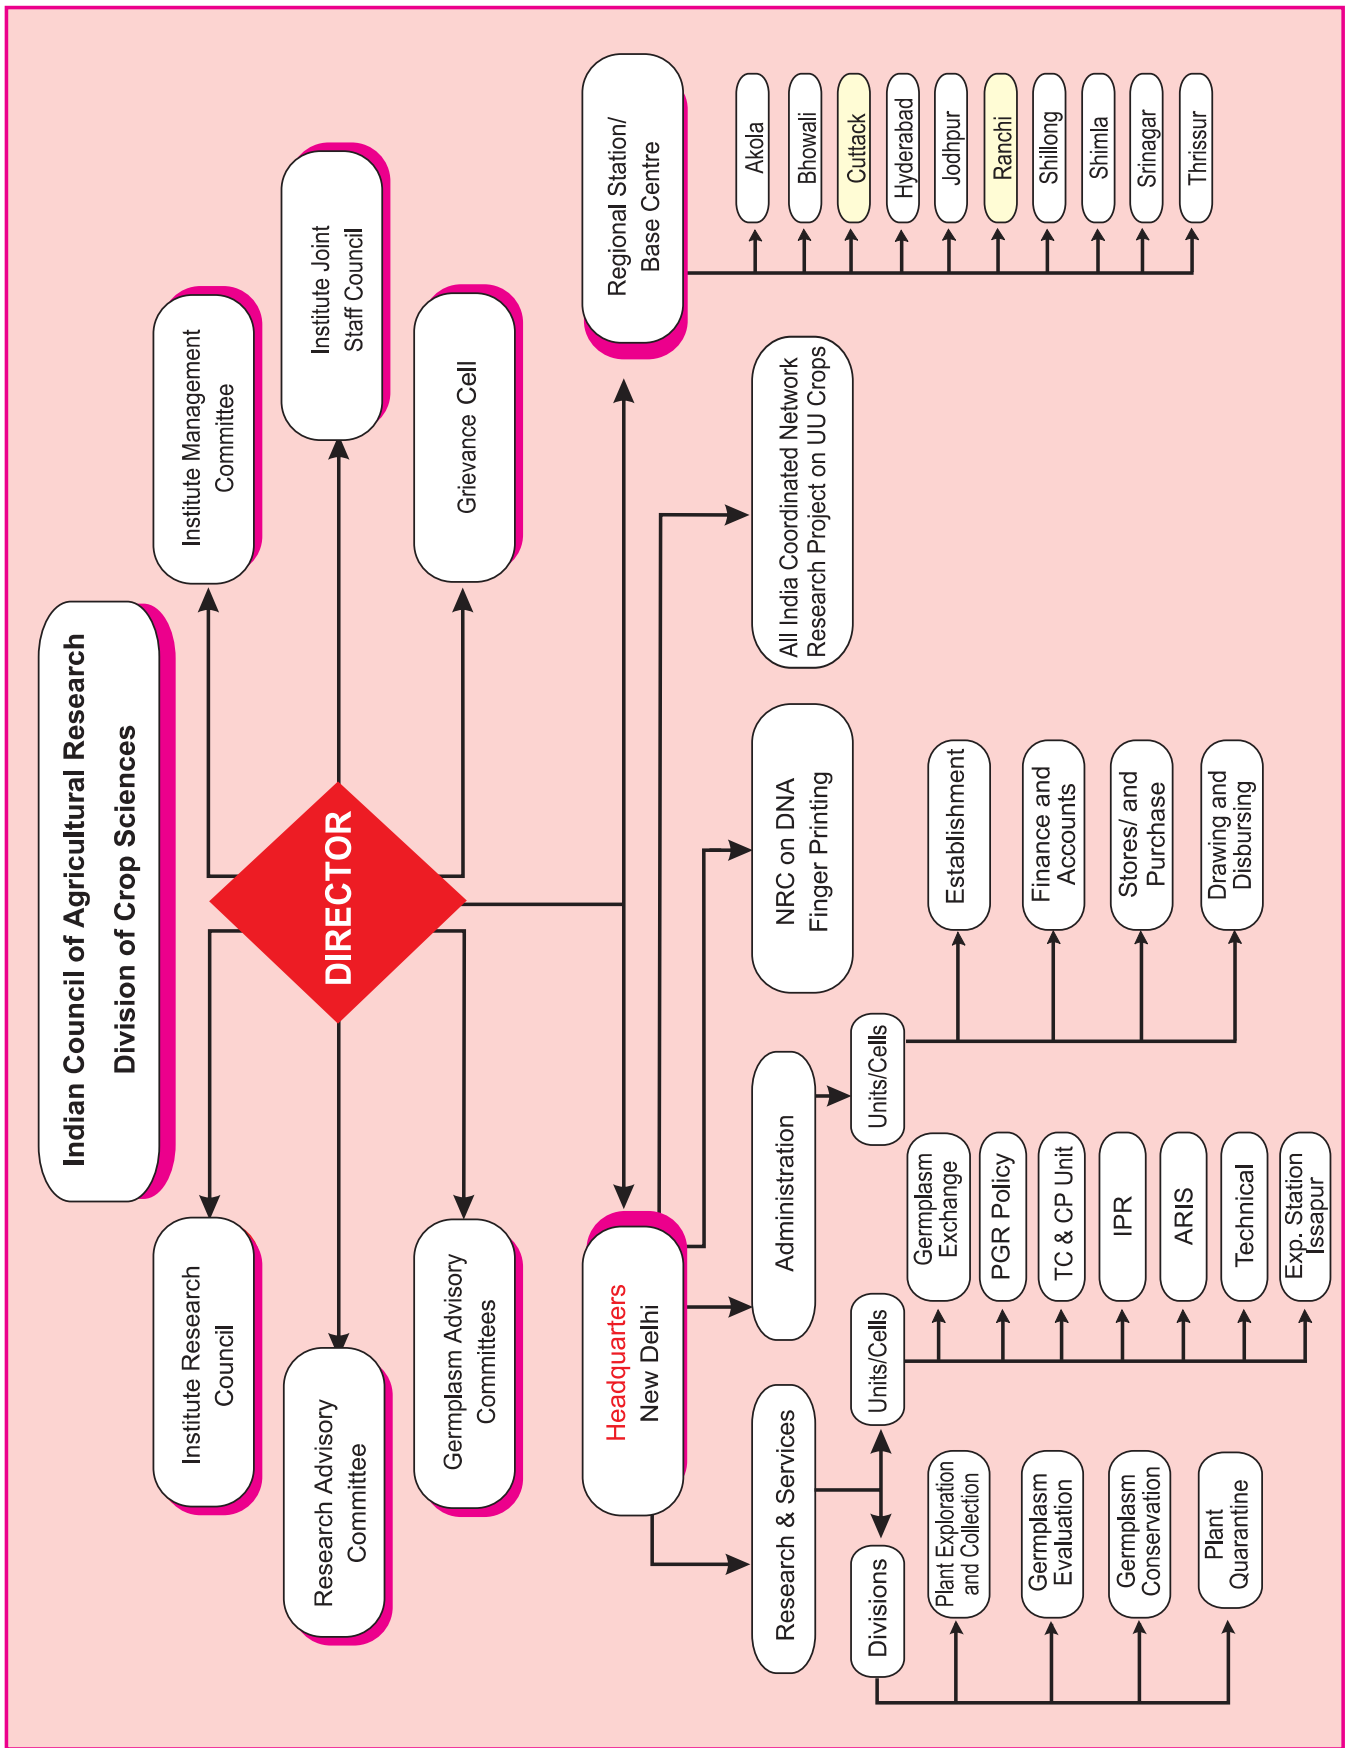 Indian Council of Agricultural Research
Division of Crop Sciences
Institute Research
Council
Institute Management
Committee
Research Advisory
Committee
DIRECTOR
Institute Joint
Staff Council
Germplasm Advisory
Committees
Grievance Cell
Headquarters
New Delhi
Regional Station/
Base Centre
Research & Services
Administration
NRC on DNA
Finger Printing
All India Coordinated Network
Research Project on UU Crops
Divisions
Units/Cells
Units/Cells
Plant Exploration
and Collection
Germplasm
Evaluation
Germplasm
Conservation
Plant
Quarantine
Germplasm
Exchange
PGR Policy
TC & CP Unit
IPR
ARIS
Technical
Exp. Station
Issapur
Establishment
Finance and
Accounts
Stores/ and
Purchase
Drawing and
Disbursing
Akola
Bhowali
Cuttack
Hyderabad
Jodhpur
Ranchi
Shillong
Shimla
Srinagar
Thrissur